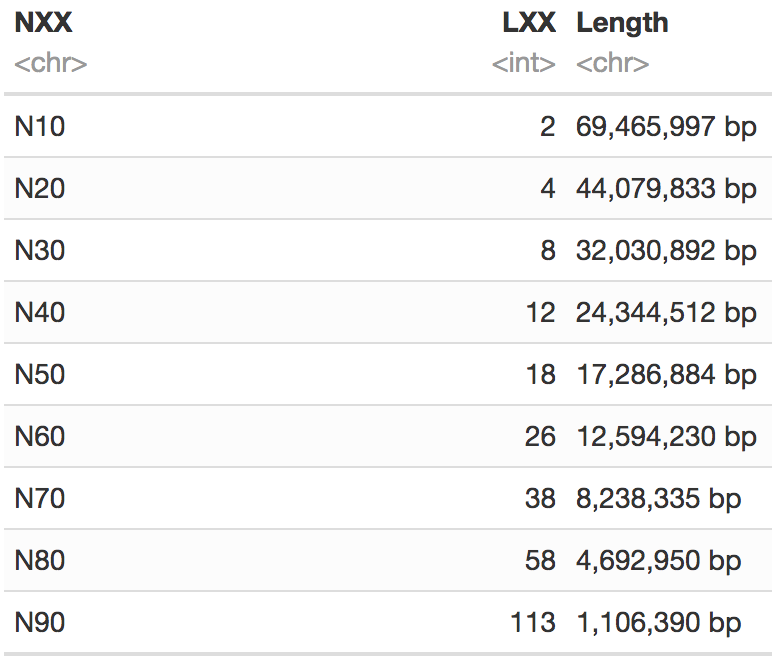 NXX LXX Length
<chr> <int> <chr>
N10 2 69,465,997 bp
N20 4 44,079,833 bp
N30 8 32,030,892 bp
N40 12 24,344,512 bp
N50 18 17,286,884 bp
N60 26 12,594,230 bp
N70 38 8,238,335 bp
N80 58 4,692,950 bp
N90 113 1,106,390 bp